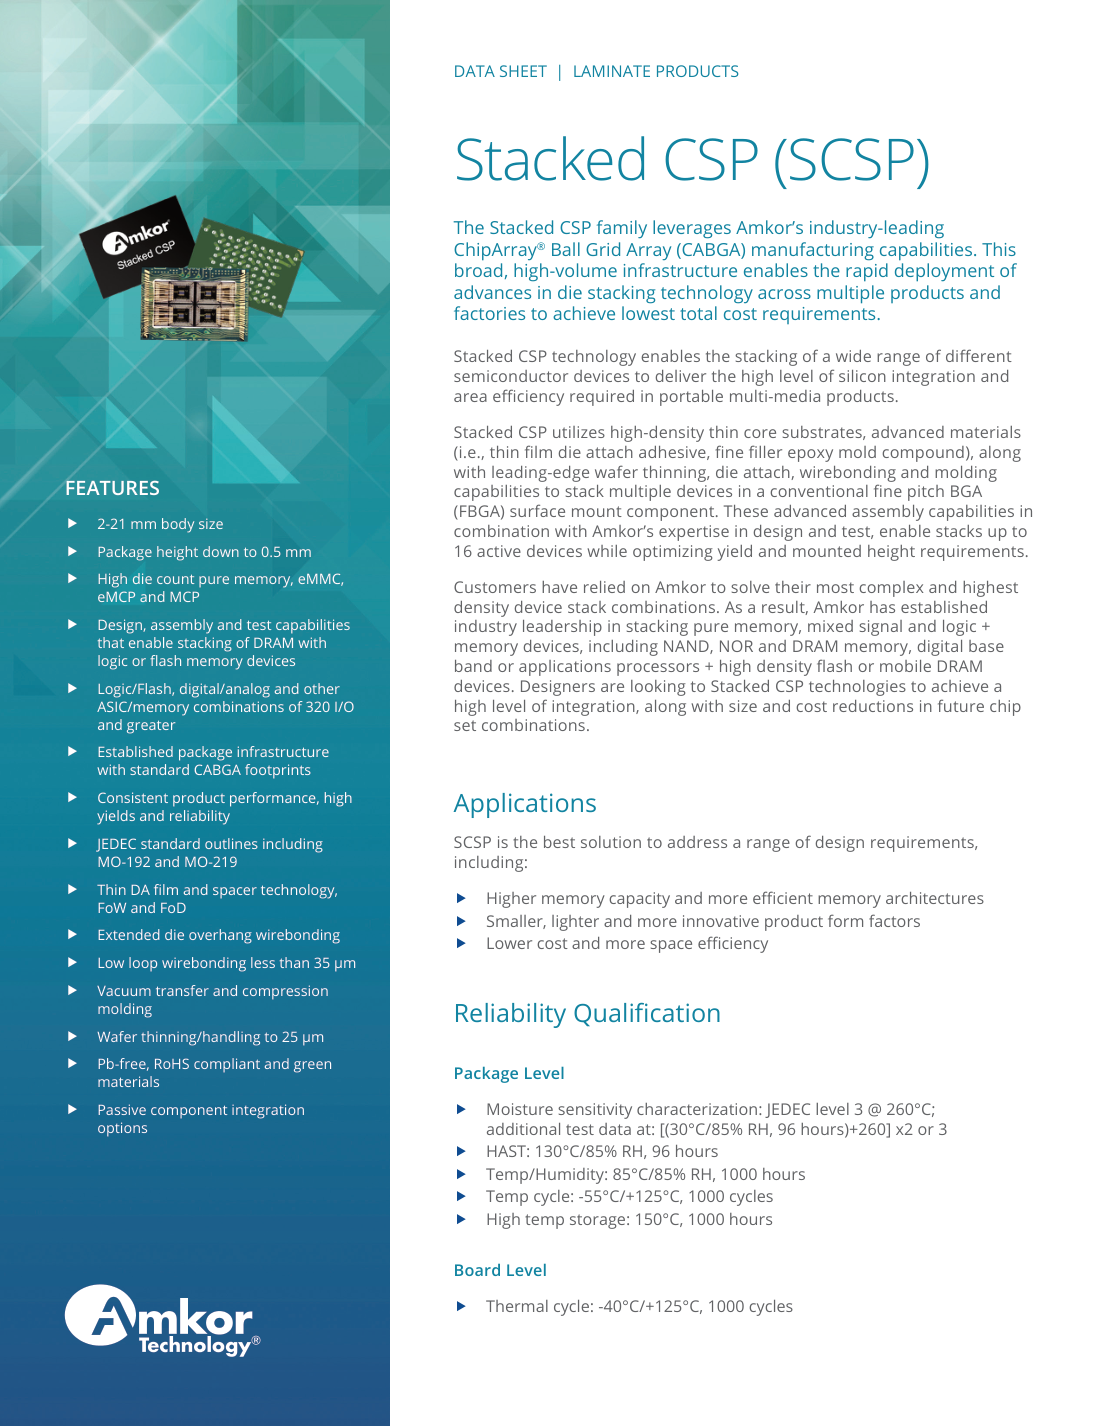 DATA SHEET | LAMINATE PRODUCTS
Stacked CSP (SCSP)
The Stacked CSP family leverages Amkor's industry-leading
ChipArray® Ball Grid Array (CABGA) manufacturing capabilities. This
broad, high-volume infrastructure enables the rapid deployment of
advances in die stacking technology across multiple products and
factories to achieve lowest total cost requirements.
Stacked CSP technology enables the stacking of a wide range of different
semiconductor devices to deliver the high level of silicon integration and
area efficiency required in portable multi-media products.
Stacked CSP utilizes high-density thin core substrates, advanced materials
(i.e., thin film die attach adhesive, fine filler epoxy mold compound), along
with leading-edge wafer thinning, die attach, wirebonding and molding
capabilities to stack multiple devices in a conventional fine pitch BGA
(FBGA) surface mount component. These advanced assembly capabilities in
combination with Amkor's expertise in design and test, enable stacks up to
16 active devices while optimizing yield and mounted height requirements.
Customers have relied on Amkor to solve their most complex and highest
density device stack combinations. As a result, Amkor has established
industry leadership in stacking pure memory, mixed signal and logic +
memory devices, including NAND, NOR and DRAM memory, digital base
band or applications processors + high density flash or mobile DRAM
devices. Designers are looking to Stacked CSP technologies to achieve a
high level of integration, along with size and cost reductions in future chip
set combinations.
Applications
SCSP is the best solution to address a range of design requirements,
including:
Higher memory capacity and more efficient memory architectures
Smaller, lighter and more innovative product form factors
Lower cost and more space efficiency
Reliability Qualification
Package Level
Moisture sensitivity characterization: JEDEC level 3 @ 260°C;
additional test data at: [(30°C/85% RH, 96 hours)+260] x2 or 3
HAST: 130°C/85% RH, 96 hours
Temp/Humidity: 85°C/85% RH, 1000 hours
Temp cycle: -55°C/+125°C, 1000 cycles
High temp storage: 150°C, 1000 hours
Board Level
Thermal cycle: -40°C/+125°C, 1000 cycles
Amkor®
Stacked CSP
FEATURES
2-21 mm body size
Package height down to 0.5 mm
High die count pure memory, eMMC,
eMCP and MCP
Design, assembly and test capabilities
that enable stacking of DRAM with
logic or flash memory devices
Logic/Flash, digital/analog and other
ASIC/memory combinations of 320 I/O
and greater
Established package infrastructure
with standard CABGA footprints
Consistent product performance, high
yields and reliability
JEDEC standard outlines including
MO-192 and MO-219
Thin DA film and spacer technology,
FoW and FoD
Extended die overhang wirebonding
Low loop wirebonding less than 35 µm
Vacuum transfer and compression
molding
Wafer thinning/handling to 25 µm
Pb-free, RoHS compliant and green
materials
Passive component integration
options
Amkor
Technology®